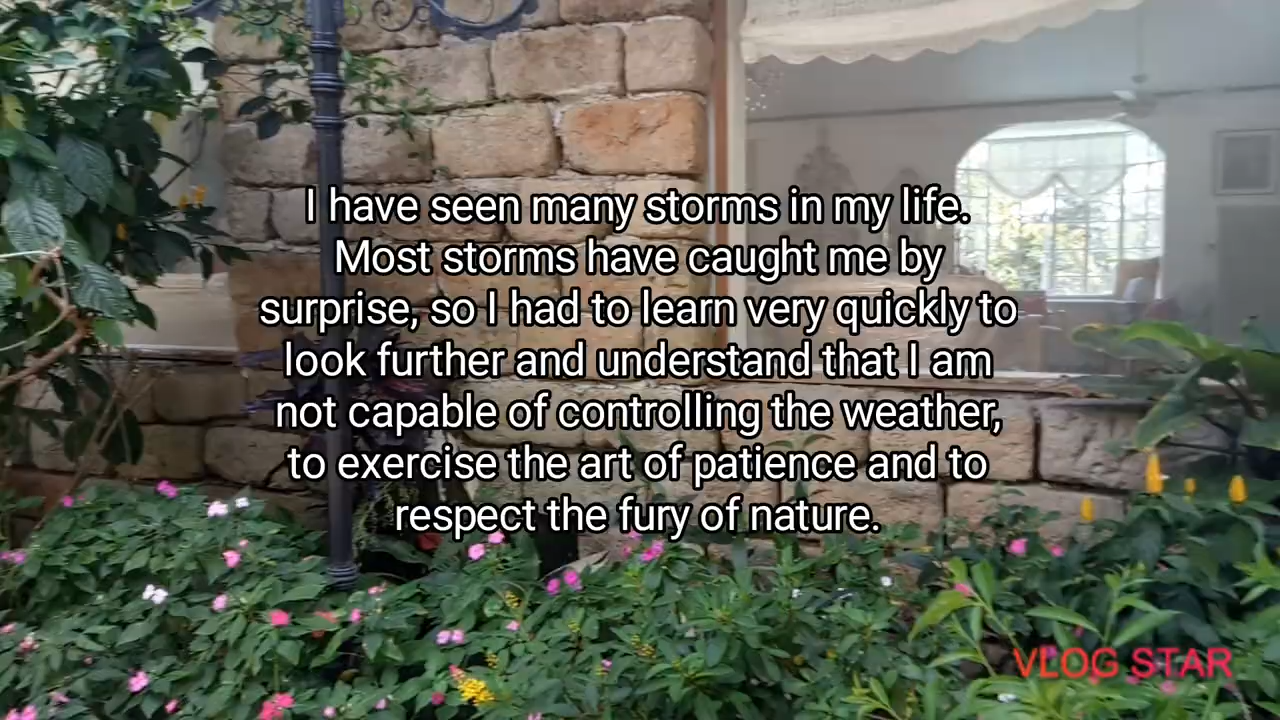 I have seen many storms in my life.
Most storms have caught me by
surprise, so I had to learn very quickly to
look further and understand that I am
not capable of controlling the weather,
to exercise the art of patience and to
respect the fury of nature.
VLOG STAR